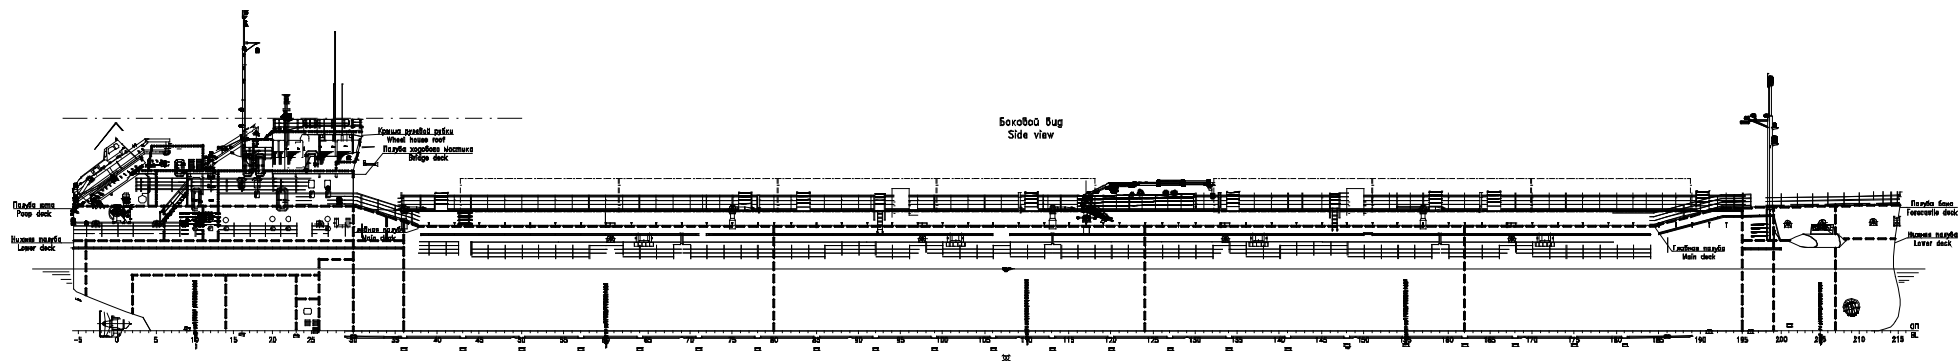 Боковой вид
Side view
Крыша рулевой рубки
Wheel house roof
Палуба ходового мостика
Bridge deck
Палуба юта
Poop deck
Палуба бака
Forecastle deck
Нижняя палуба
Lower deck
Главная палуба
Main deck
Главная палуба
Main deck
Нижняя палуба
Lower deck
ОП
BL
-5 0 5 10 15 20 25 30 35 40 45 50 55 60 65 70 75 80 85 90 95 100 105 110 115 120 125 130 135 140 145 150 155 160 165 170 175 180 185 190 195 200 205 210 215